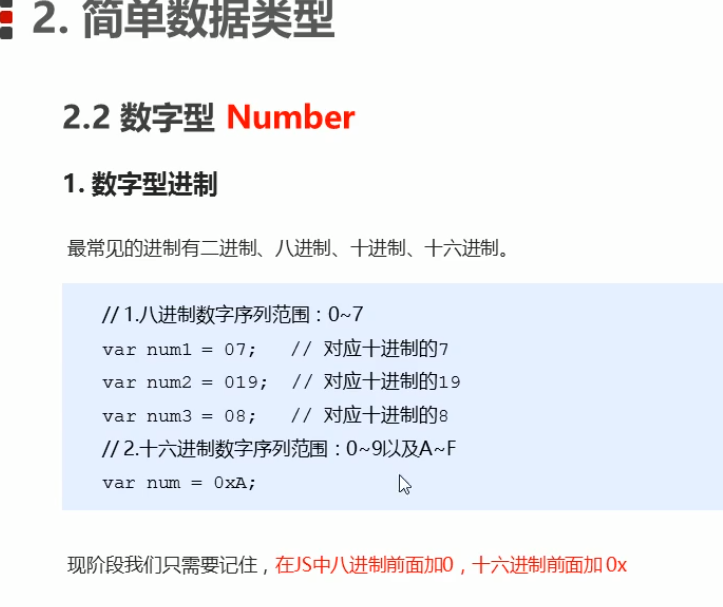 2. 简单数据类型
2.2 数字型 Number
1. 数字型进制
最常见的进制有二进制、八进制、十进制、十六进制。
// 1.八进制数字序列范围：0~7
var num1 = 07;   // 对应十进制的7
var num2 = 019;  // 对应十进制的19
var num3 = 08;   // 对应十进制的8
// 2.十六进制数字序列范围：0~9以及A~F
var num = 0xA;
现阶段我们只需要记住，在JS中八进制前面加0，十六进制前面加 0x